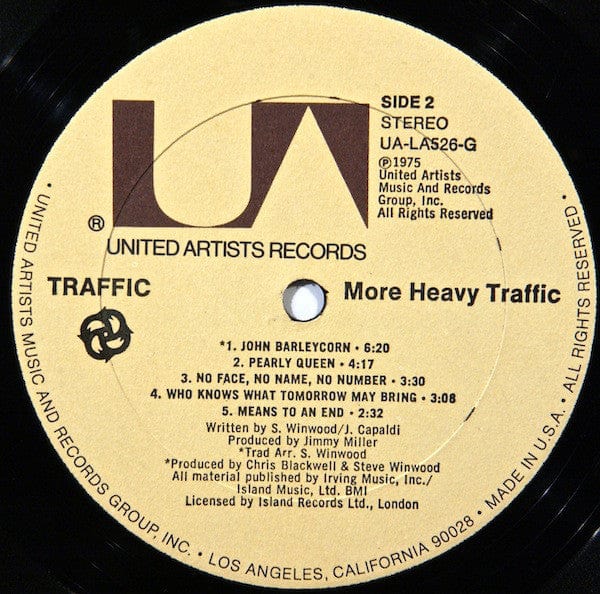 UA
SIDE 2
STEREO
UA-LA526-G
℗1975
United Artists
Music And Records
Group, Inc.
All Rights Reserved
®
UNITED ARTISTS RECORDS
TRAFFIC
More Heavy Traffic
*1. JOHN BARLEYCORN • 6:20
2. PEARLY QUEEN • 4:17
3. NO FACE, NO NAME, NO NUMBER • 3:30
4. WHO KNOWS WHAT TOMORROW MAY BRING • 3:08
5. MEANS TO AN END • 2:32
Written by S. Winwood/J. Capaldi
Produced by Jimmy Miller
*Trad Arr. S. Winwood
*Produced by Chris Blackwell & Steve Winwood
All material published by Irving Music, Inc./
Island Music, Ltd. BMI
Licensed by Island Records Ltd., London
• UNITED ARTISTS MUSIC AND RECORDS GROUP, INC. • LOS ANGELES, CALIFORNIA 90028 • MADE IN U.S.A. • ALL RIGHTS RESERVED •